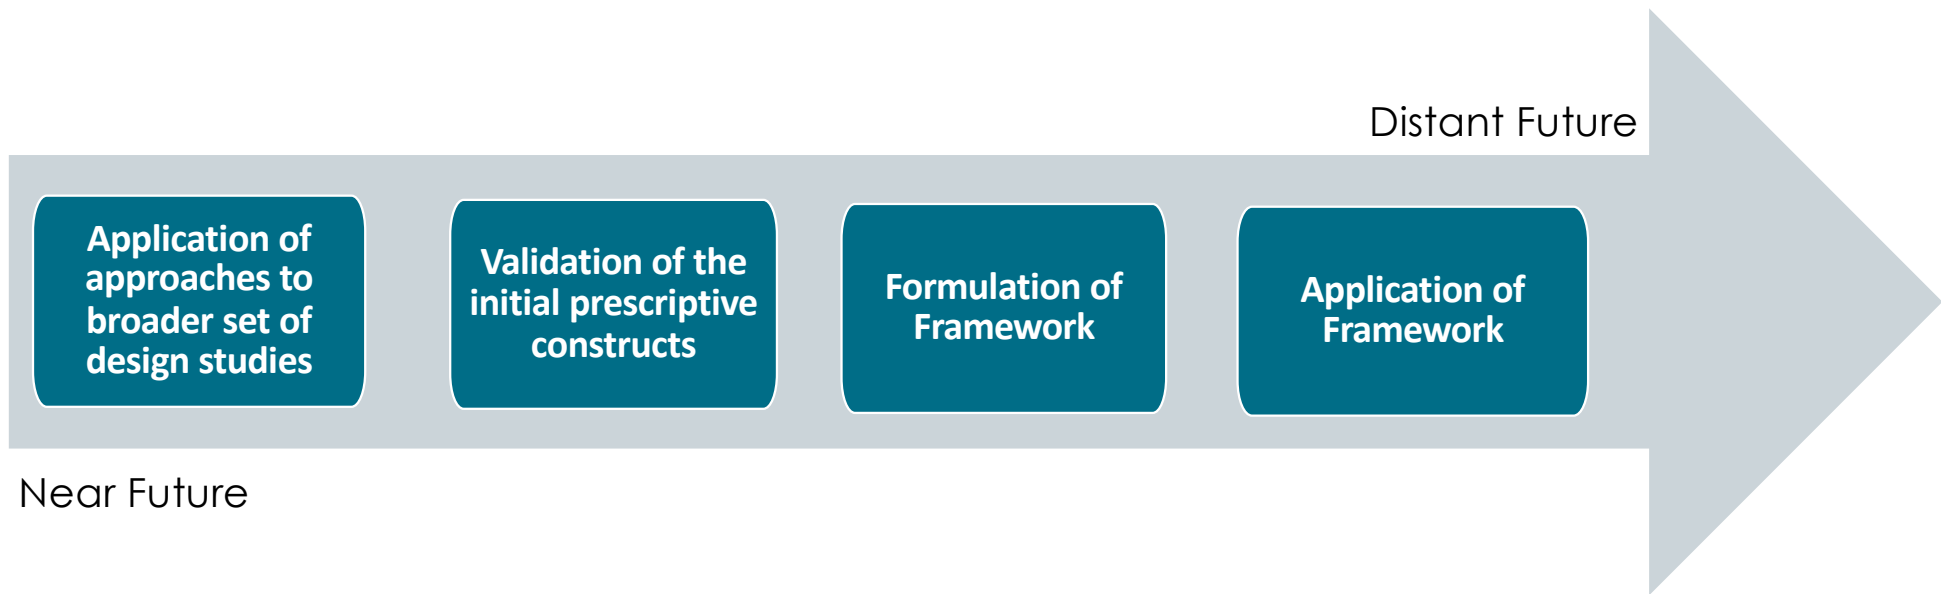 Distant Future
Application of
approaches to
broader set of
design studies
Validation of the
initial prescriptive
constructs
Formulation of
Framework
Application of
Framework
Near Future